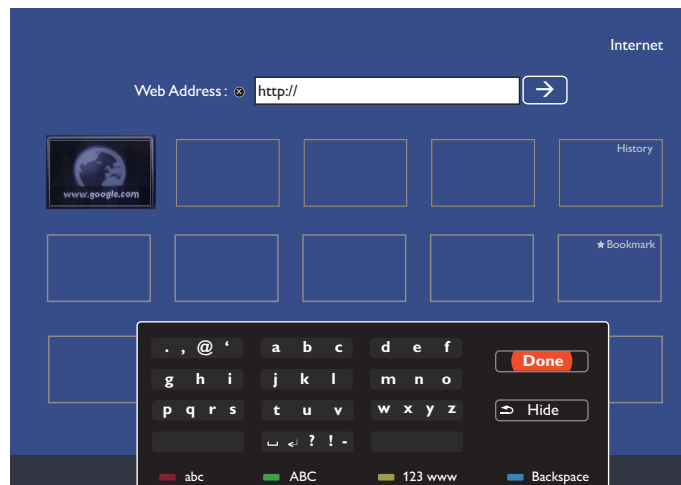 Internet
Web Address: ⊗ http:// →
www.google.com
History
★Bookmark
. , @ ‘ a b c d e f
Done
g h i j k l m n o
p q r s t u v w x y z
Hide
␣ ↵ ? ! -
abc ABC 123 www Backspace